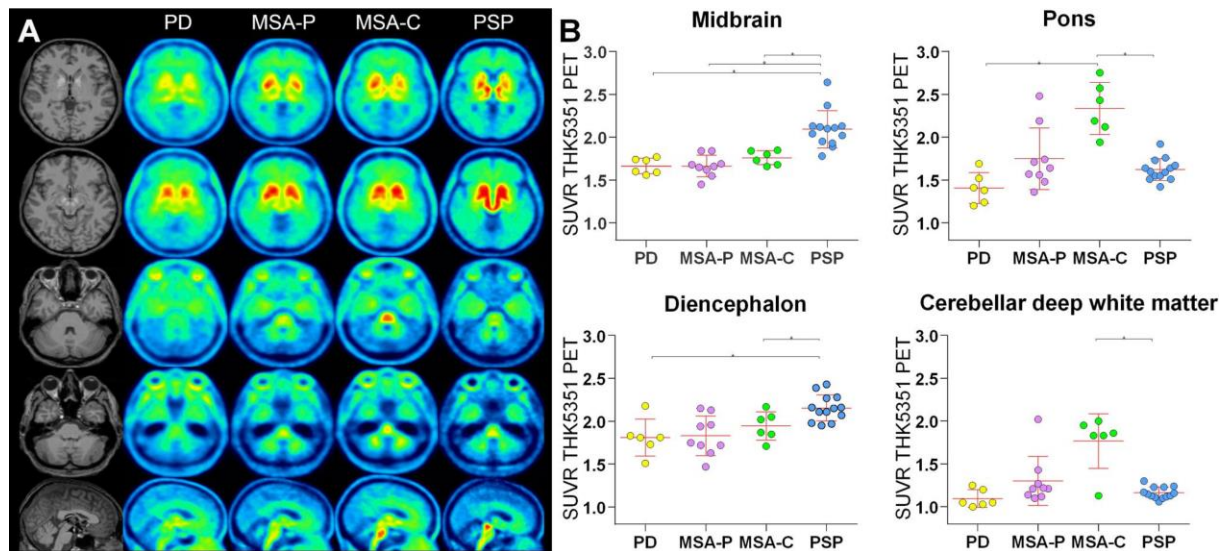 A
PD MSA-P MSA-C PSP
B
Midbrain
SUVR THK5351 PET
3.0
2.5
2.0
1.5
1.0
* * *
PD MSA-P MSA-C PSP
Pons
SUVR THK5351 PET
3.0
2.5
2.0
1.5
1.0
* *
PD MSA-P MSA-C PSP
Diencephalon
SUVR THK5351 PET
3.0
2.5
2.0
1.5
1.0
* *
PD MSA-P MSA-C PSP
Cerebellar deep white matter
SUVR THK5351 PET
3.0
2.5
2.0
1.5
1.0
*
PD MSA-P MSA-C PSP